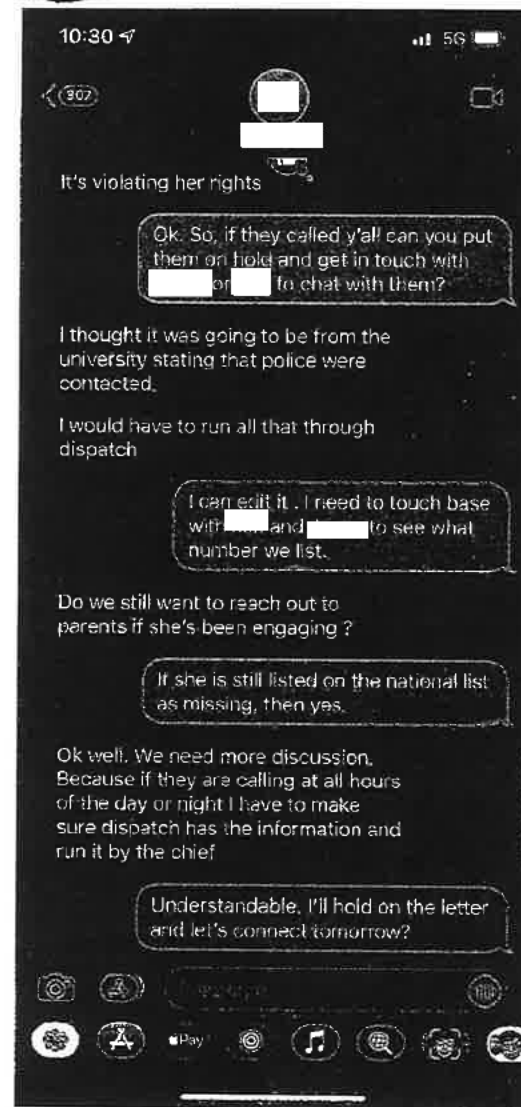 10:30
5G
907
It's violating her rights
Ok. So, if they called y'all can you put
them on hold and get in touch with
or to chat with them?
I thought it was going to be from the
university stating that police were
contacted.
I would have to run all that through
dispatch
I can edit it . I need to touch base
with and to see what
number we list.
Do we still want to reach out to
parents if she's been engaging ?
If she is still listed on the national list
as missing, then yes.
Ok well. We need more discussion.
Because if they are calling at all hours
of the day or night I have to make
sure dispatch has the information and
run it by the chief
Understandable. I'll hold on the letter
and let's connect tomorrow?
Pay